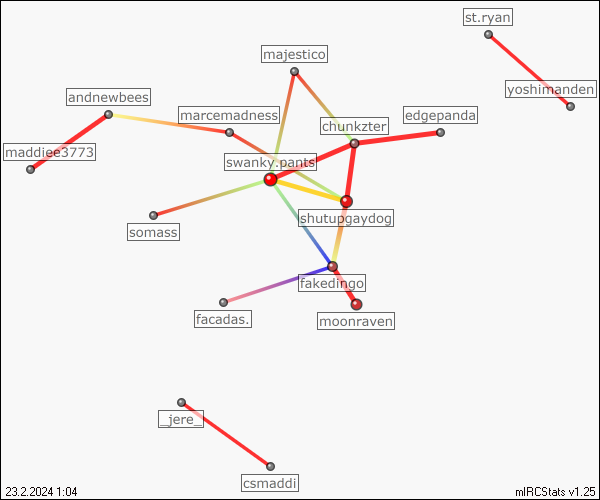 st.ryan
majestico
yoshimanden
andnewbees
marcemadness
edgepanda
chunkzter
maddiee3773
swanky.pants
shutupgaydog
somass
fakedingo
facadas.
moonraven
_jere_
csmaddi
23.2.2024 1:04
mIRCStats v1.25